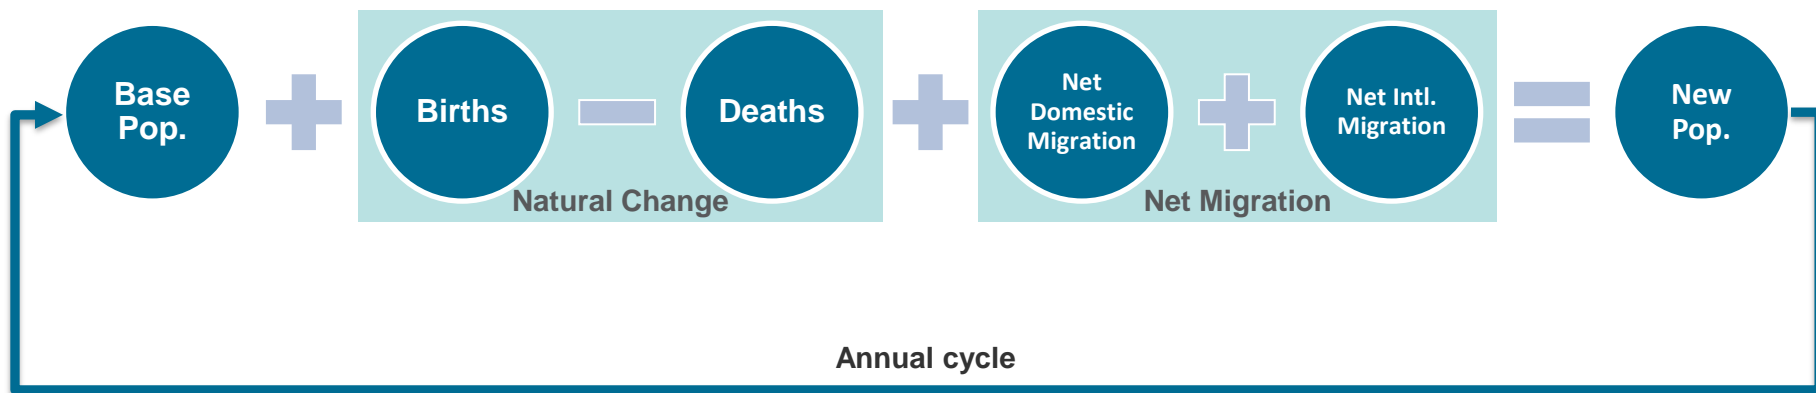 Base
Pop.
Births
Deaths
Natural Change
Net
Domestic
Migration
Net Intl.
Migration
Net Migration
New
Pop.
Annual cycle